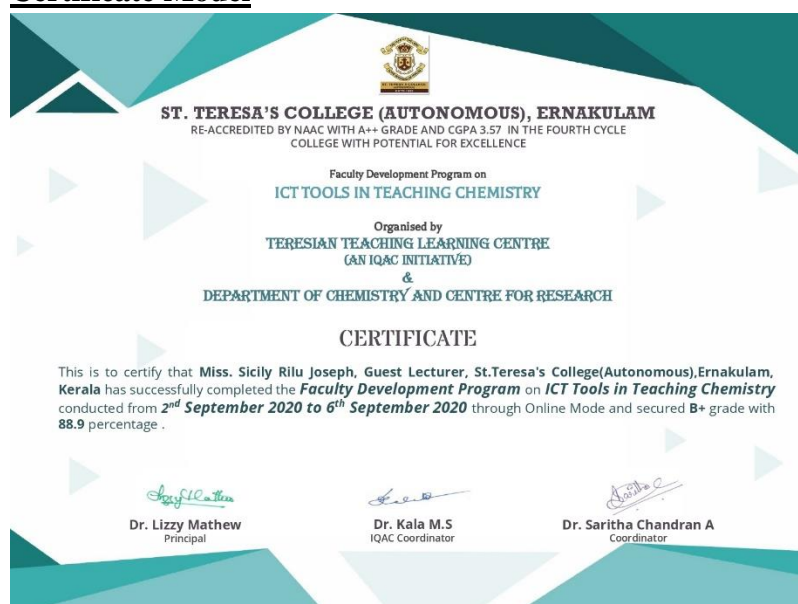 Certificate Model
ST. TERESA'S COLLEGE (AUTONOMOUS), ERNAKULAM
RE-ACCREDITED BY NAAC WITH A++ GRADE AND CGPA 3.57 IN THE FOURTH CYCLE
COLLEGE WITH POTENTIAL FOR EXCELLENCE
Faculty Development Program on
ICT TOOLS IN TEACHING CHEMISTRY
Organised by
TERESIAN TEACHING LEARNING CENTRE
(AN IQAC INITIATIVE)
&
DEPARTMENT OF CHEMISTRY AND CENTRE FOR RESEARCH
CERTIFICATE
This is to certify that Miss. Sicily Rilu Joseph, Guest Lecturer, St.Teresa's College(Autonomous),Ernakulam,
Kerala has successfully completed the Faculty Development Program on ICT Tools in Teaching Chemistry
conducted from 2nd September 2020 to 6th September 2020 through Online Mode and secured B+ grade with
88.9 percentage .
Dr. Lizzy Mathew
Principal
Dr. Kala M.S
IQAC Coordinator
Dr. Saritha Chandran A
Coordinator